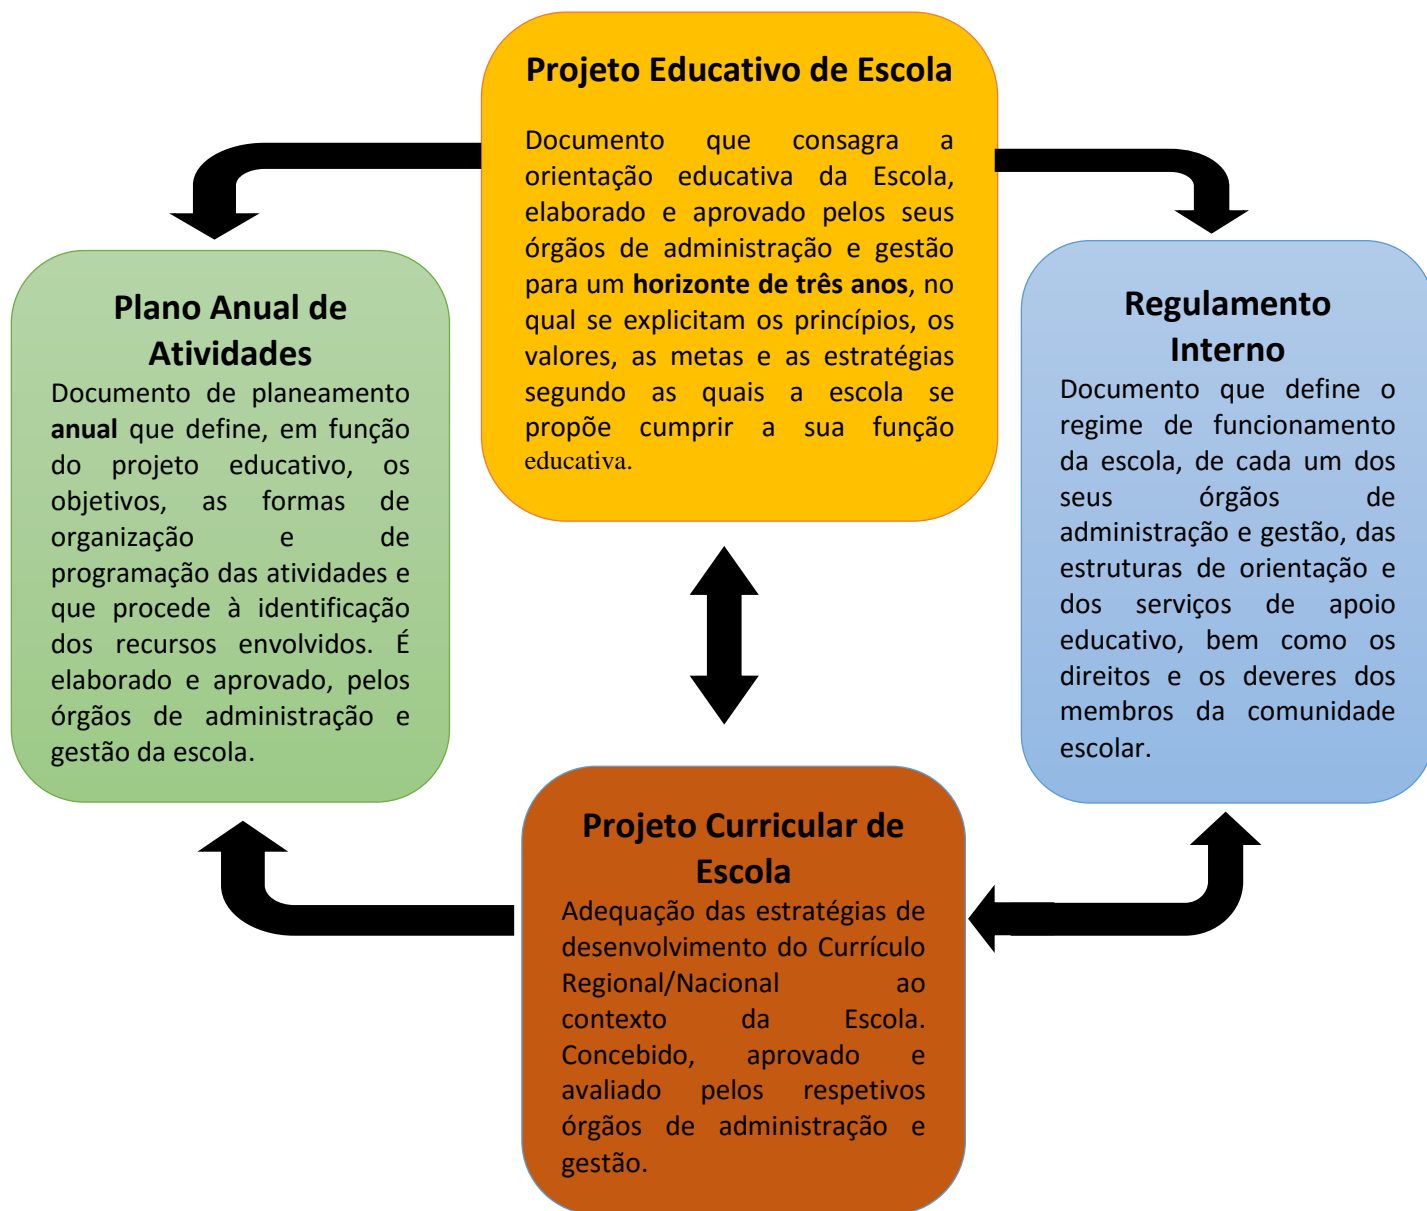 Projeto Educativo de Escola
Documento que consagra a
orientação educativa da Escola,
elaborado e aprovado pelos seus
órgãos de administração e gestão
para um horizonte de três anos, no
qual se explicitam os princípios, os
valores, as metas e as estratégias
segundo as quais a escola se
propõe cumprir a sua função
educativa.
Plano Anual de
Atividades
Documento de planeamento
anual que define, em função
do projeto educativo, os
objetivos, as formas de
organização e de
programação das atividades e
que procede à identificação
dos recursos envolvidos. É
elaborado e aprovado, pelos
órgãos de administração e
gestão da escola.
Regulamento
Interno
Documento que define o
regime de funcionamento
da escola, de cada um dos
seus órgãos de
administração e gestão, das
estruturas de orientação e
dos serviços de apoio
educativo, bem como os
direitos e os deveres dos
membros da comunidade
escolar.
Projeto Curricular de
Escola
Adequação das estratégias de
desenvolvimento do Currículo
Regional/Nacional ao
contexto da Escola.
Concebido, aprovado e
avaliado pelos respetivos
órgãos de administração e
gestão.